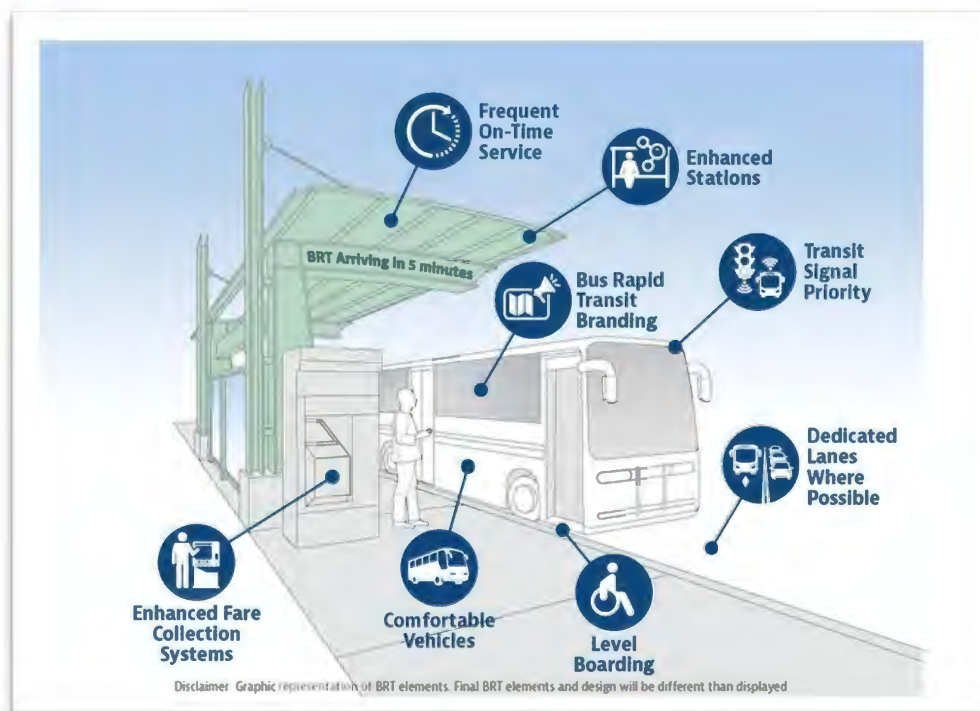 Frequent
On-Time
Service
Enhanced
Stations
BRT Arriving in 5 minutes
Transit
Signal
Priority
Bus Rapid
Transit
Branding
Dedicated
Lanes
Where
Possible
Enhanced Fare
Collection
Systems
Comfortable
Vehicles
Level
Boarding
Disclaimer Graphic representation of BRT elements. Final BRT elements and design will be different than displayed